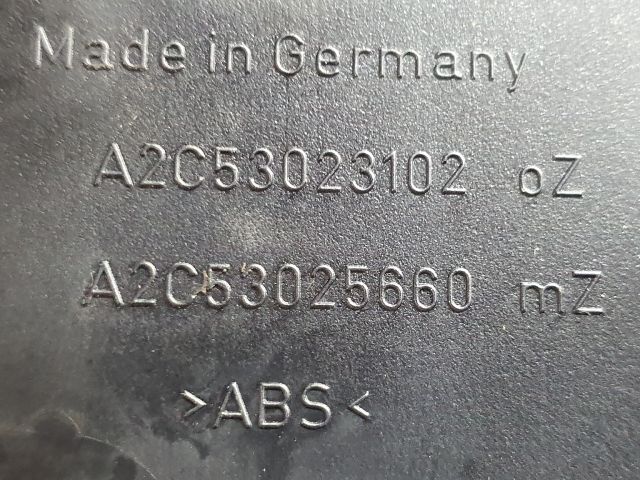 Made in Germany
A2C53023102 oZ
A2C53025660 mZ
>ABS<